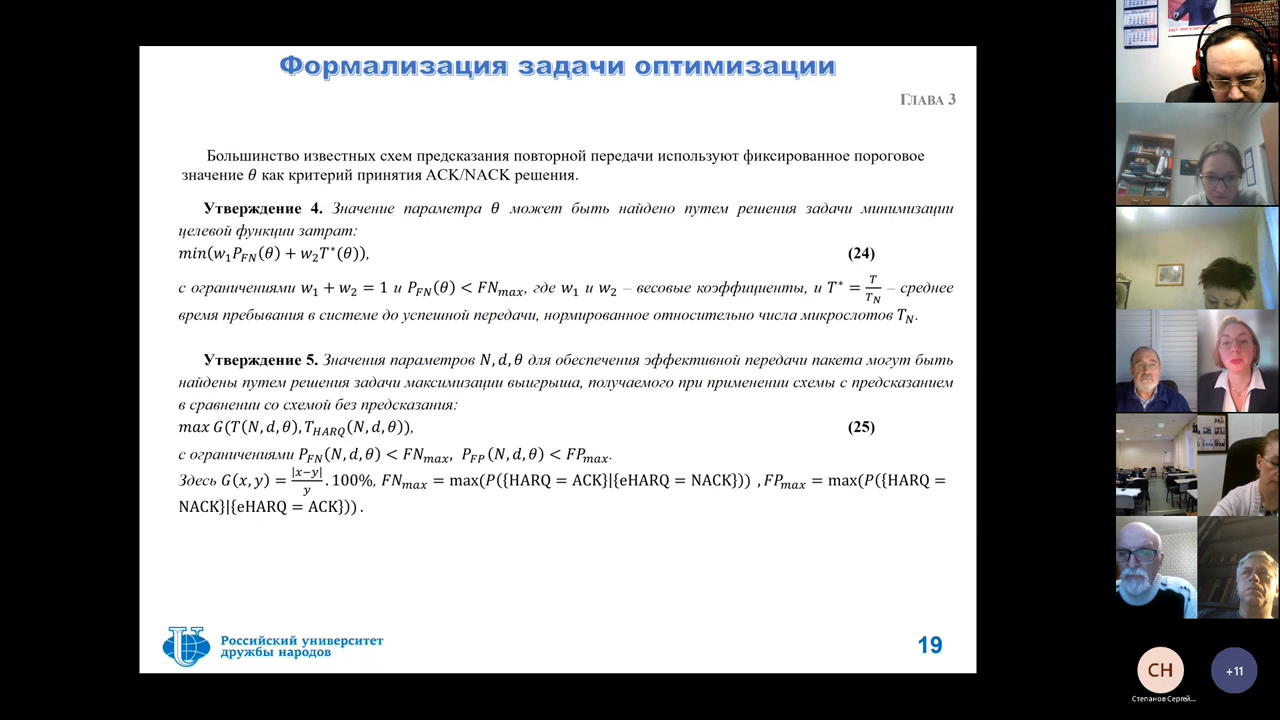 Формализация задачи оптимизации
Глава 3
Большинство известных схем предсказания повторной передачи используют фиксированное пороговое
значение θ как критерий принятия ACK/NACK решения.
Утверждение 4. Значение параметра θ может быть найдено путем решения задачи минимизации
целевой функции затрат:
min(w₁P_FN(θ) + w₂T*(θ)), (24)
с ограничениями w₁ + w₂ = 1 и P_FN(θ) < FN_max, где w₁ и w₂ – весовые коэффициенты, и T* = T/T_N – среднее
время пребывания в системе до успешной передачи, нормированное относительно числа микрослотов T_N.
Утверждение 5. Значения параметров N, d, θ для обеспечения эффективной передачи пакета могут быть
найдены путем решения задачи максимизации выигрыша, получаемого при применении схемы с предсказанием
в сравнении со схемой без предсказания:
max G(T(N, d, θ), T_HARQ(N, d, θ)), (25)
с ограничениями P_FN(N, d, θ) < FN_max, P_FP(N, d, θ) < FP_max.
Здесь G(x, y) = |x−y|/y . 100%, FN_max = max(P({HARQ = ACK}|{eHARQ = NACK})) , FP_max = max(P({HARQ =
NACK}|{eHARQ = ACK})) .
Российский университет
дружбы народов
19
СН
+11
Степанов Сергей...